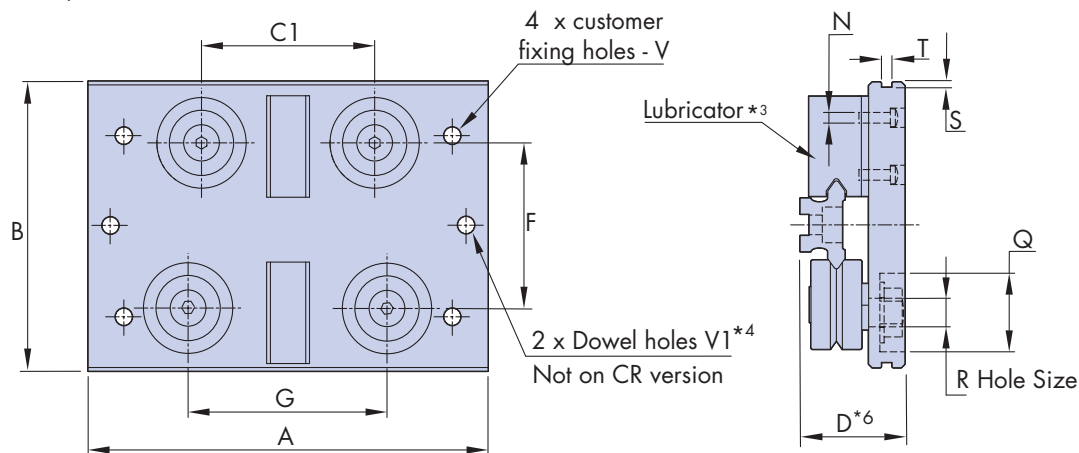 C1
4 x customer
fixing holes - V
N
T
Lubricator *3
S
B
F
Q
2 x Dowel holes V1*4
Not on CR version
R Hole Size
G
D*6
A